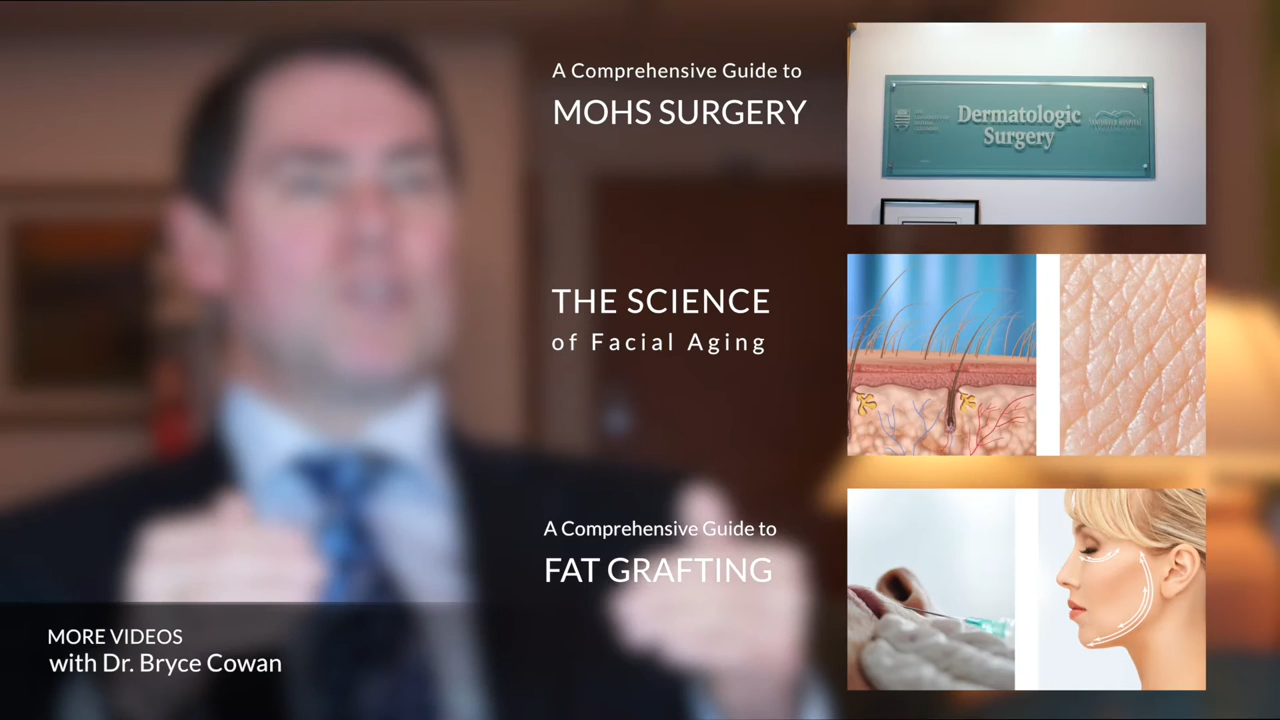 A Comprehensive Guide to
MOHS SURGERY
Dermatologic
Surgery
THE SCIENCE
of Facial Aging
A Comprehensive Guide to
FAT GRAFTING
MORE VIDEOS
with Dr. Bryce Cowan